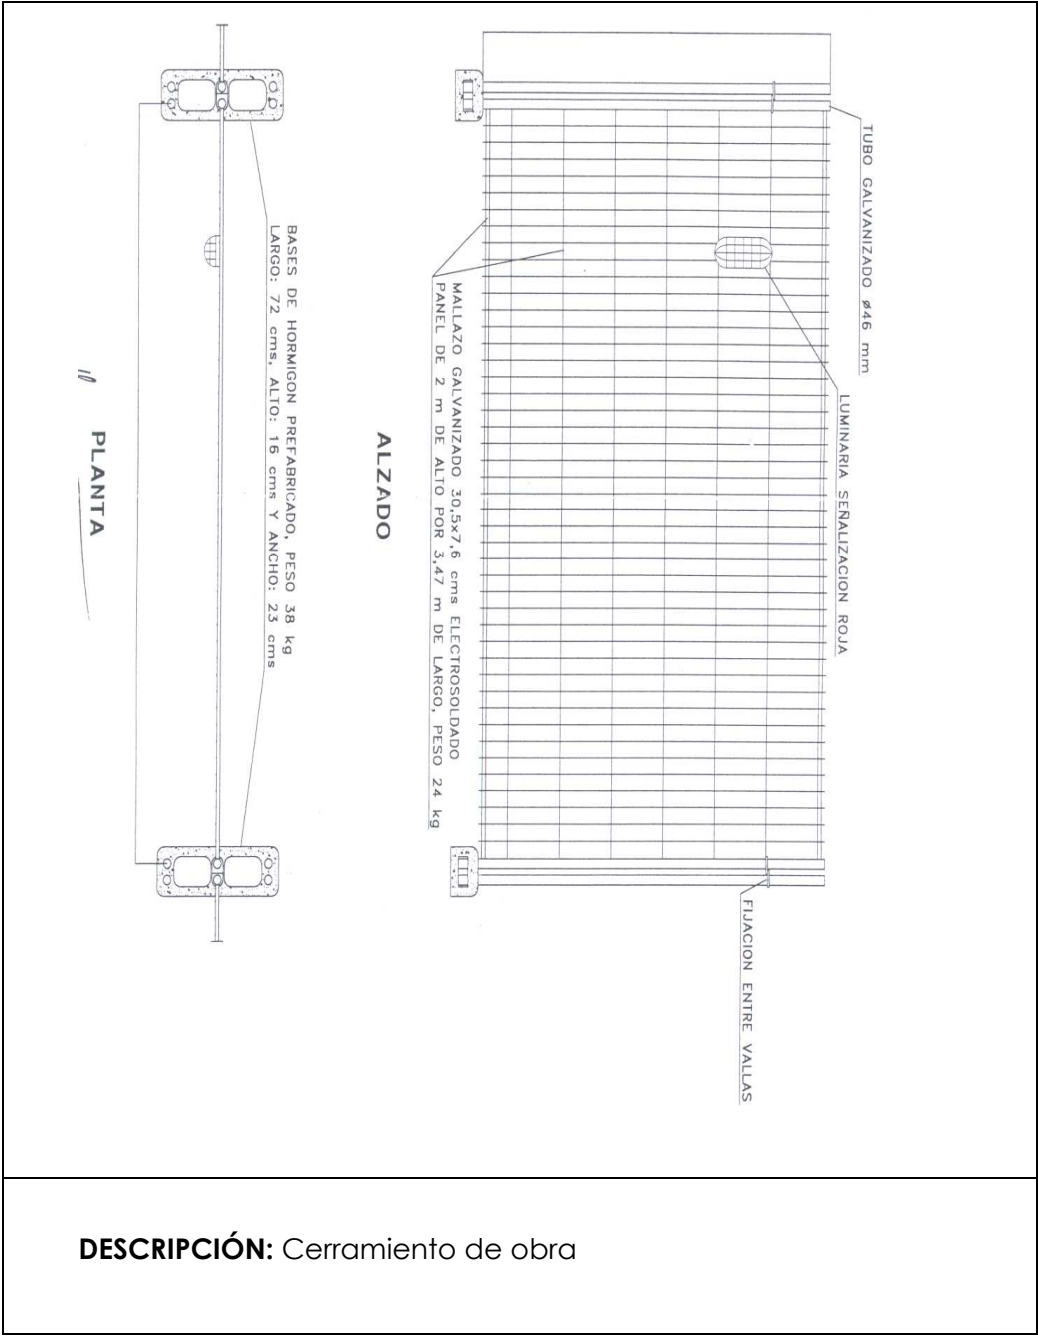 TUBO GALVANIZADO ø46 mm
LUMINARIA SEÑALIZACION ROJA
FIJACION ENTRE VALLAS
MALLAZO GALVANIZADO 30,5x7,6 cms ELECTROSOLDADO
PANEL DE 2 m DE ALTO POR 3,47 m DE LARGO, PESO 24 kg
ALZADO
BASES DE HORMIGON PREFABRICADO, PESO 38 kg
LARGO: 72 cms, ALTO: 16 cms Y ANCHO: 23 cms
PLANTA
DESCRIPCIÓN: Cerramiento de obra